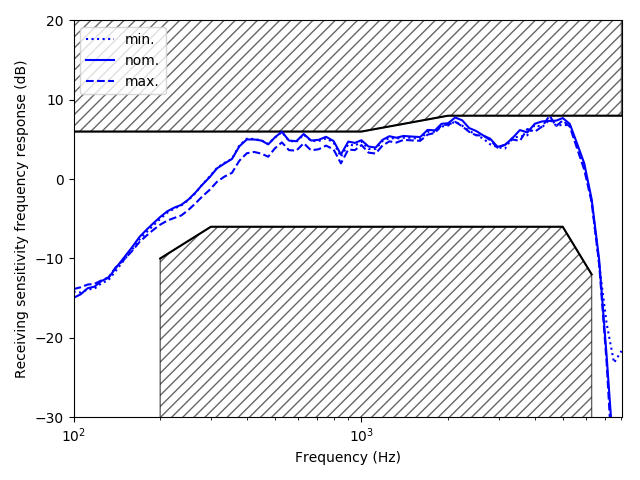 20
10
0
−10
−20
−30
Receiving sensitivity frequency response (dB)
min.
nom.
max.
10²
10³
Frequency (Hz)